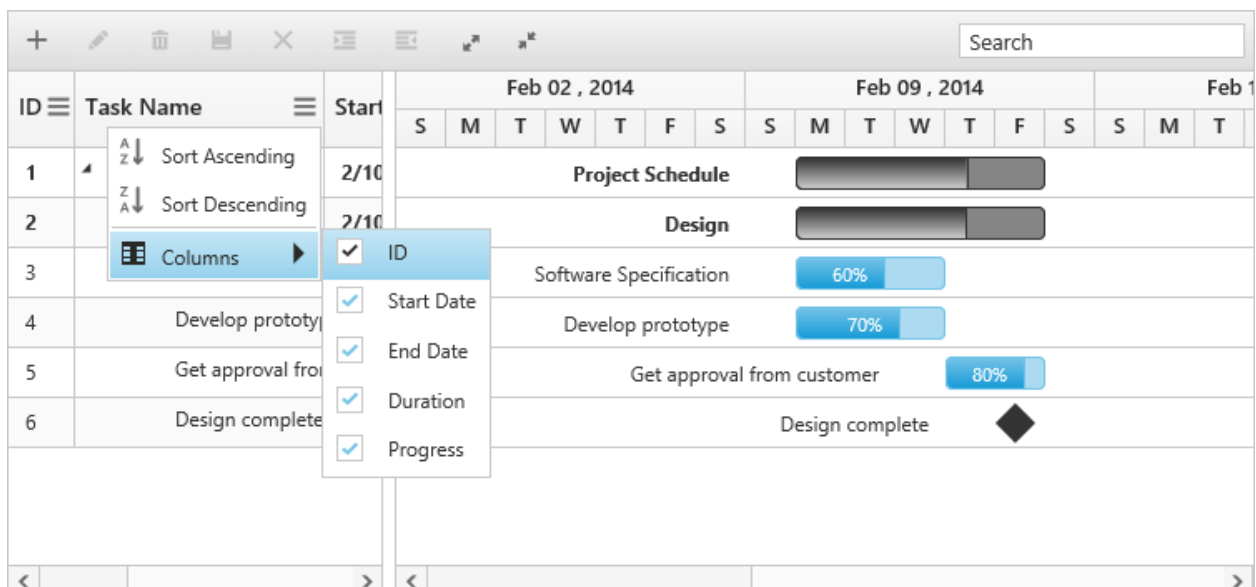 Search
ID Task Name Start
Feb 02 , 2014 Feb 09 , 2014 Feb 1
S M T W T F S S M T W T F S S M T
Sort Ascending
Sort Descending
Columns
ID
Start Date
End Date
Duration
Progress
1 2/10 Project Schedule
2 2/10 Design
3 Software Specification 60%
4 Develop prototy Develop prototype 70%
5 Get approval fro Get approval from customer 80%
6 Design complete Design complete